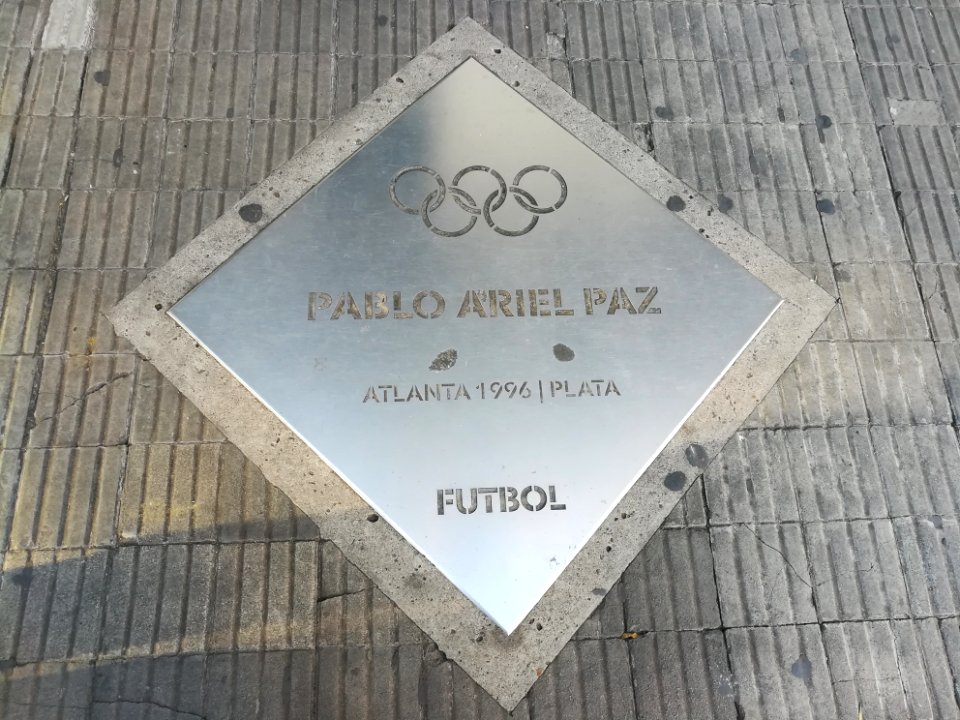 PABLO ARIEL PAZ
ATLANTA 1996 | PLATA
FUTBOL